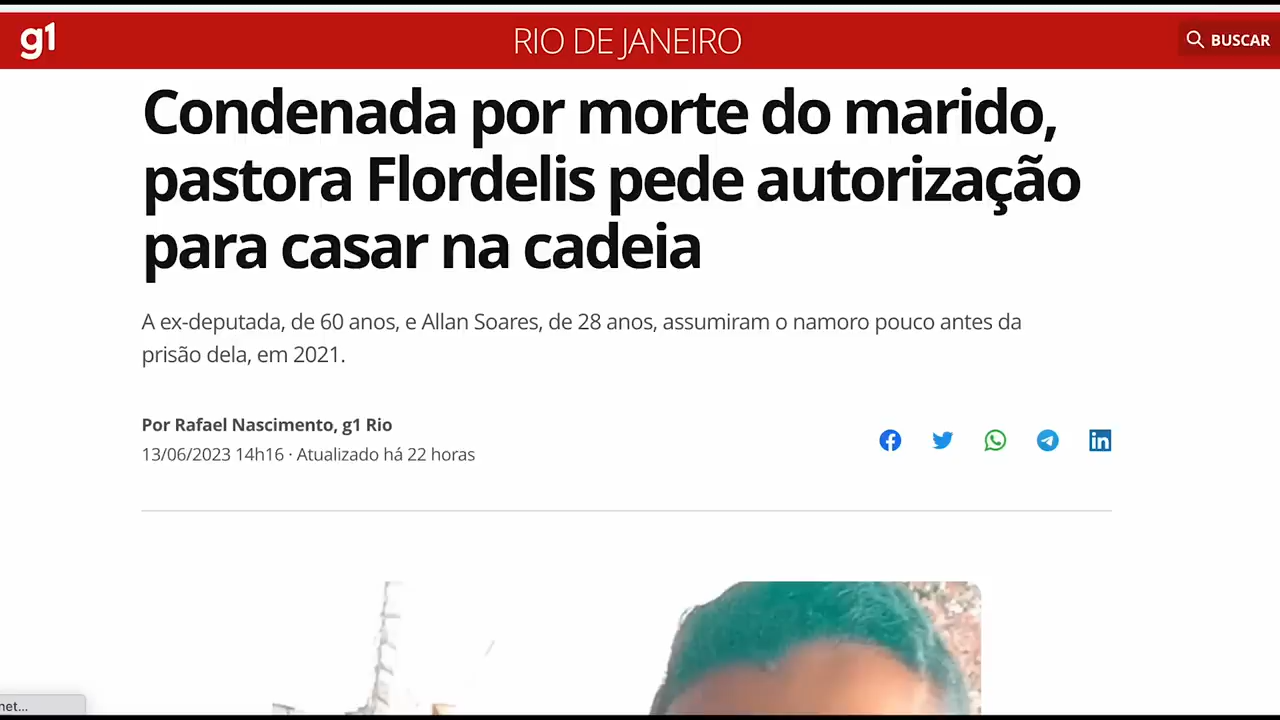 g1
RIO DE JANEIRO
BUSCAR
Condenada por morte do marido,
pastora Flordelis pede autorização
para casar na cadeia
A ex-deputada, de 60 anos, e Allan Soares, de 28 anos, assumiram o namoro pouco antes da
prisão dela, em 2021.
Por Rafael Nascimento, g1 Rio
13/06/2023 14h16 · Atualizado há 22 horas
net...